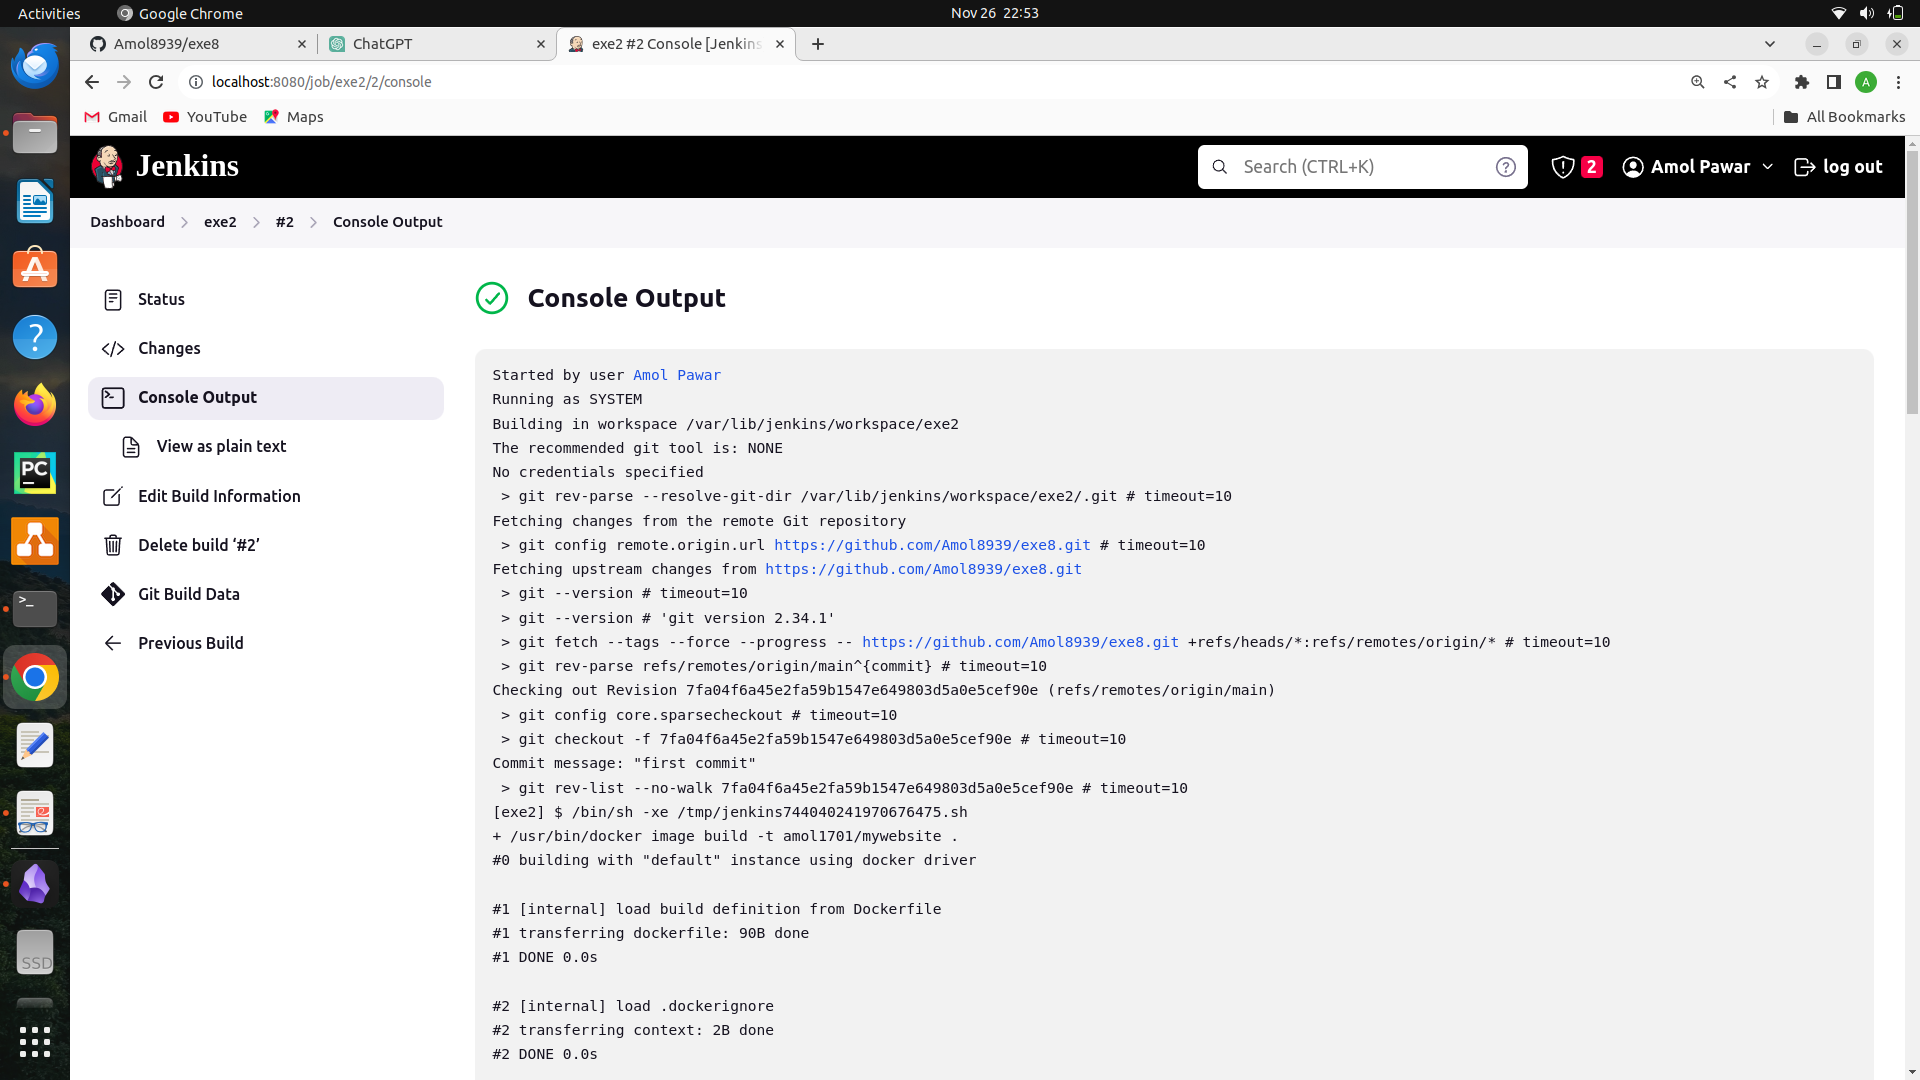 Activities
Google Chrome
Nov 26 22:53
Amol8939/exe8
ChatGPT
exe2 #2 Console [Jenkins
localhost:8080/job/exe2/2/console
A
Gmail
YouTube
Maps
All Bookmarks
Jenkins
Search (CTRL+K)
2
Amol Pawar
log out
Dashboard
exe2
#2
Console Output
Status
Changes
Console Output
View as plain text
Edit Build Information
Delete build ‘#2’
Git Build Data
Previous Build
PC
SSD
Console Output
Started by user Amol Pawar
Running as SYSTEM
Building in workspace /var/lib/jenkins/workspace/exe2
The recommended git tool is: NONE
No credentials specified
 > git rev-parse --resolve-git-dir /var/lib/jenkins/workspace/exe2/.git # timeout=10
Fetching changes from the remote Git repository
 > git config remote.origin.url https://github.com/Amol8939/exe8.git # timeout=10
Fetching upstream changes from https://github.com/Amol8939/exe8.git
 > git --version # timeout=10
 > git --version # 'git version 2.34.1'
 > git fetch --tags --force --progress -- https://github.com/Amol8939/exe8.git +refs/heads/*:refs/remotes/origin/* # timeout=10
 > git rev-parse refs/remotes/origin/main^{commit} # timeout=10
Checking out Revision 7fa04f6a45e2fa59b1547e649803d5a0e5cef90e (refs/remotes/origin/main)
 > git config core.sparsecheckout # timeout=10
 > git checkout -f 7fa04f6a45e2fa59b1547e649803d5a0e5cef90e # timeout=10
Commit message: "first commit"
 > git rev-list --no-walk 7fa04f6a45e2fa59b1547e649803d5a0e5cef90e # timeout=10
[exe2] $ /bin/sh -xe /tmp/jenkins744040241970676475.sh
+ /usr/bin/docker image build -t amol1701/mywebsite .
#0 building with "default" instance using docker driver
#1 [internal] load build definition from Dockerfile
#1 transferring dockerfile: 90B done
#1 DONE 0.0s
#2 [internal] load .dockerignore
#2 transferring context: 2B done
#2 DONE 0.0s